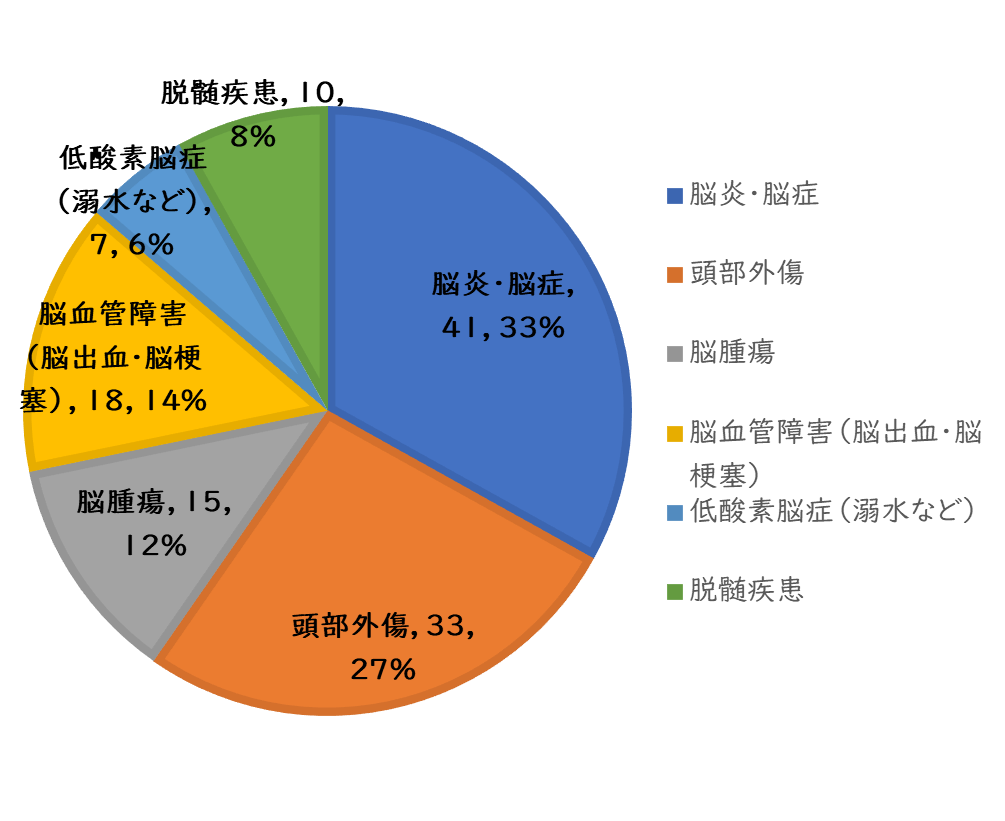 脱髄疾患, 10,
8%
低酸素脳症
(溺水など),
7, 6%
脳血管障害
(脳出血・脳梗
塞), 18, 14%
脳腫瘍, 15,
12%
頭部外傷, 33,
27%
脳炎・脳症,
41, 33%
脳炎・脳症
頭部外傷
脳腫瘍
脳血管障害(脳出血・脳
梗塞)
低酸素脳症(溺水など)
脱髄疾患